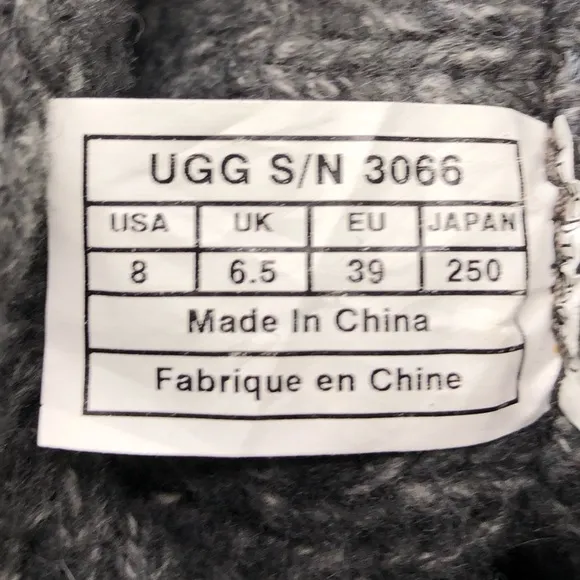 UGG S/N 3066
USA UK EU JAPAN
8 6.5 39 250
Made In China
Fabrique en Chine